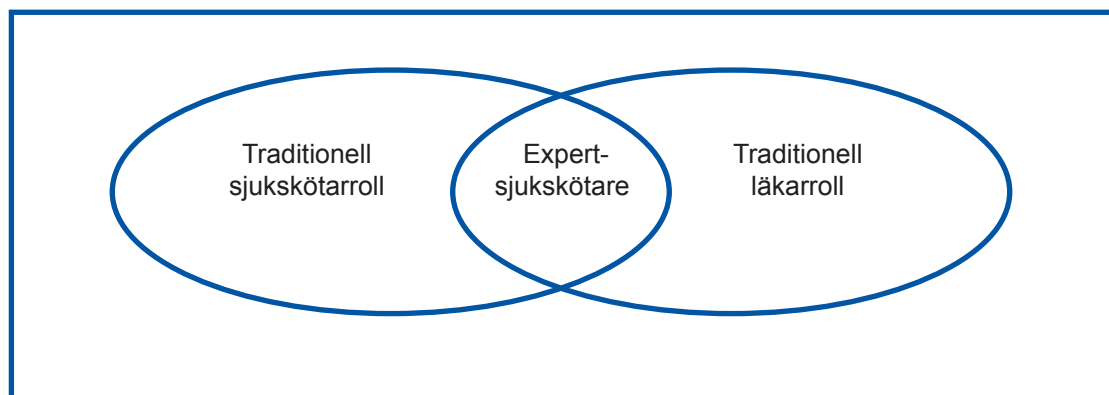 Traditionell
sjukskötarroll
Expert-
sjukskötare
Traditionell
läkarroll